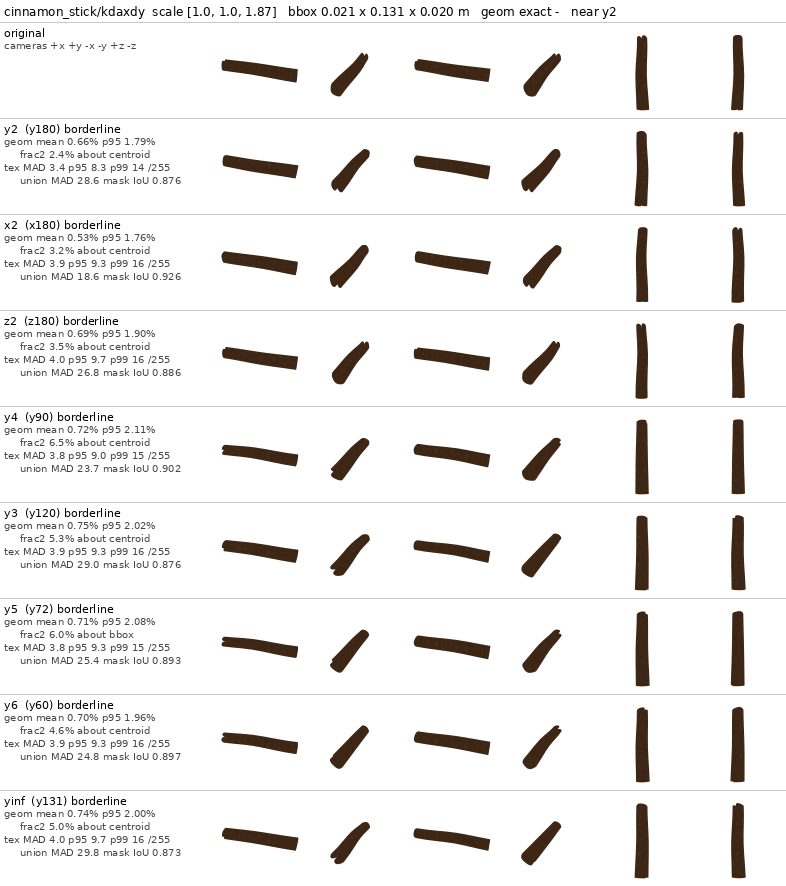 cinnamon_stick/kdaxdy scale [1.0, 1.0, 1.87] bbox 0.021 x 0.131 x 0.020 m geom exact - near y2
original
cameras +x +y -x -y +z -z
y2 (y180) borderline
geom mean 0.66% p95 1.79%
frac2 2.4% about centroid
tex MAD 3.4 p95 8.3 p99 14 /255
union MAD 28.6 mask IoU 0.876
x2 (x180) borderline
geom mean 0.53% p95 1.76%
frac2 3.2% about centroid
tex MAD 3.9 p95 9.3 p99 16 /255
union MAD 18.6 mask IoU 0.926
z2 (z180) borderline
geom mean 0.69% p95 1.90%
frac2 3.5% about centroid
tex MAD 4.0 p95 9.7 p99 16 /255
union MAD 26.8 mask IoU 0.886
y4 (y90) borderline
geom mean 0.72% p95 2.11%
frac2 6.5% about centroid
tex MAD 3.8 p95 9.0 p99 15 /255
union MAD 23.7 mask IoU 0.902
y3 (y120) borderline
geom mean 0.75% p95 2.02%
frac2 5.3% about centroid
tex MAD 3.9 p95 9.3 p99 16 /255
union MAD 29.0 mask IoU 0.876
y5 (y72) borderline
geom mean 0.71% p95 2.08%
frac2 6.0% about bbox
tex MAD 3.8 p95 9.3 p99 15 /255
union MAD 25.4 mask IoU 0.893
y6 (y60) borderline
geom mean 0.70% p95 1.96%
frac2 4.6% about centroid
tex MAD 3.9 p95 9.3 p99 16 /255
union MAD 24.8 mask IoU 0.897
yinf (y131) borderline
geom mean 0.74% p95 2.00%
frac2 5.0% about centroid
tex MAD 4.0 p95 9.7 p99 16 /255
union MAD 29.8 mask IoU 0.873